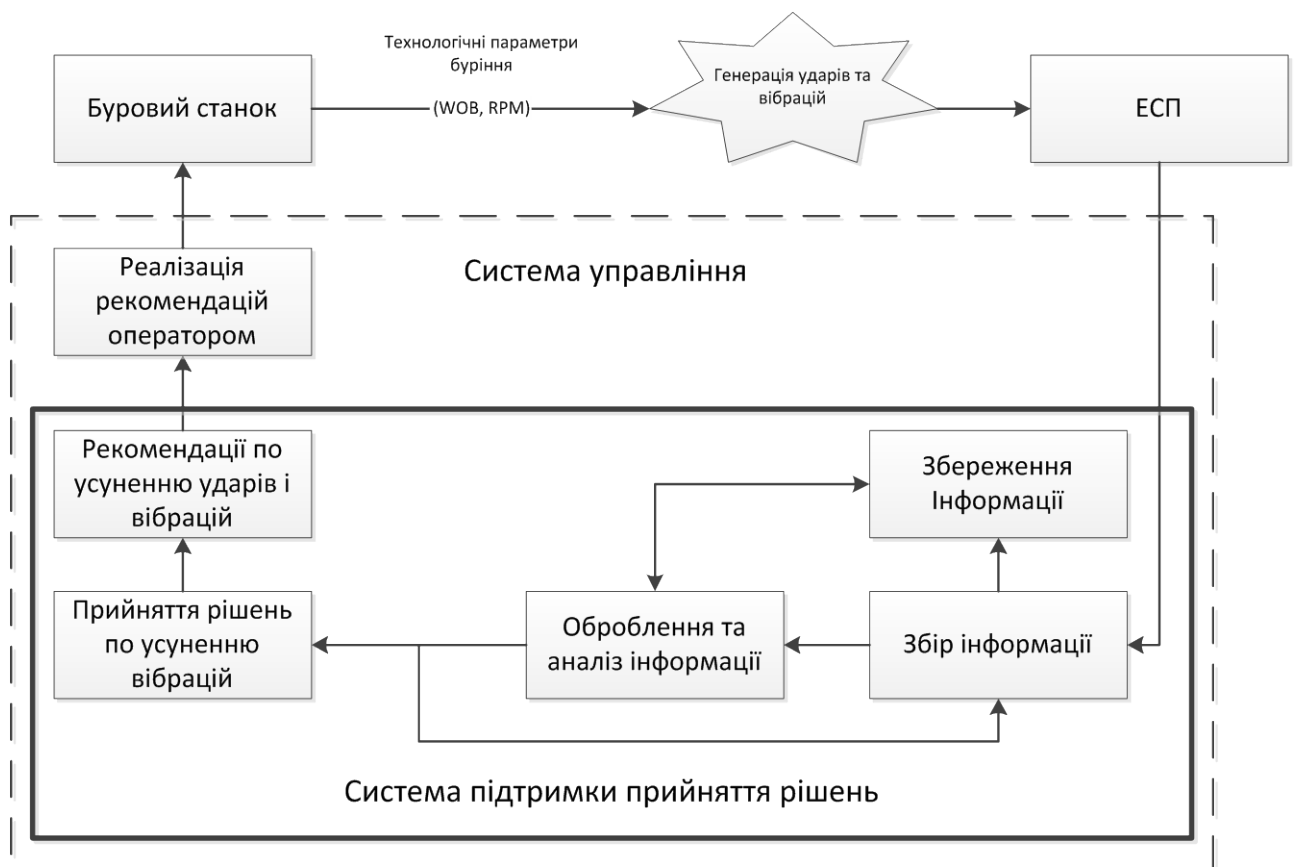 Технологічні параметри
буріння
Буровий станок
(WOB, RPM)
Генерація ударів та
вібрацій
ЕСП
Реалізація
рекомендацій
оператором
Система управління
Рекомендації по
усуненню ударів і
вібрацій
Збереження
Інформації
Прийняття рішень
по усуненню
вібрацій
Оброблення та
аналіз інформації
Збір інформації
Система підтримки прийняття рішень